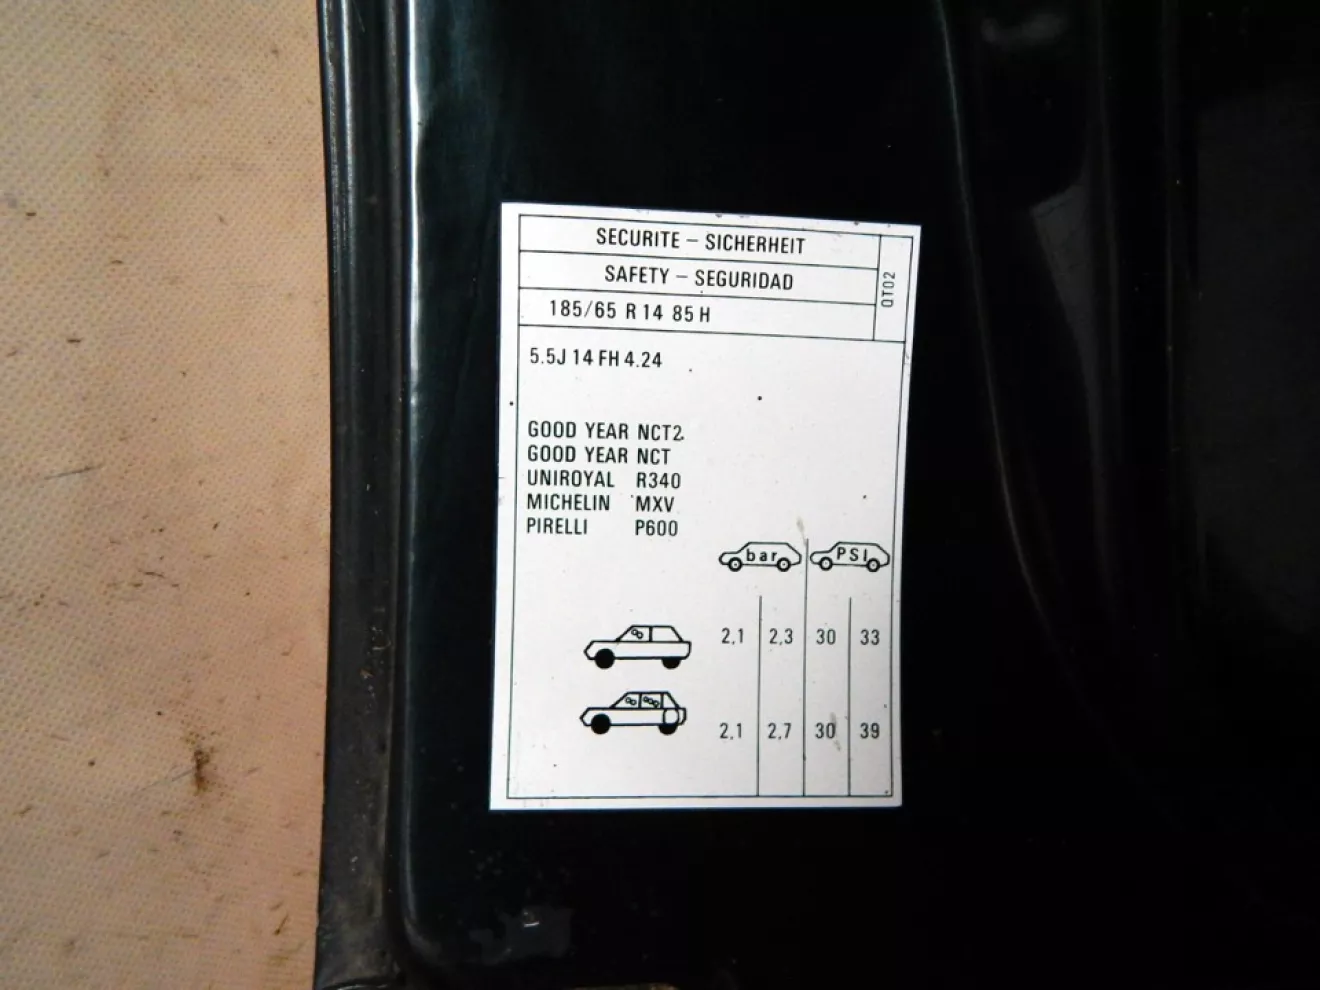 SECURITE – SICHERHEIT
SAFETY – SEGURIDAD
OT02
185/65 R 14 85 H
5.5J 14 FH 4.24
GOOD YEAR NCT2
GOOD YEAR NCT
UNIROYAL R340
MICHELIN MXV
PIRELLI P600
bar PSI
2,1 2,3 30 33
2,1 2,7 30 39